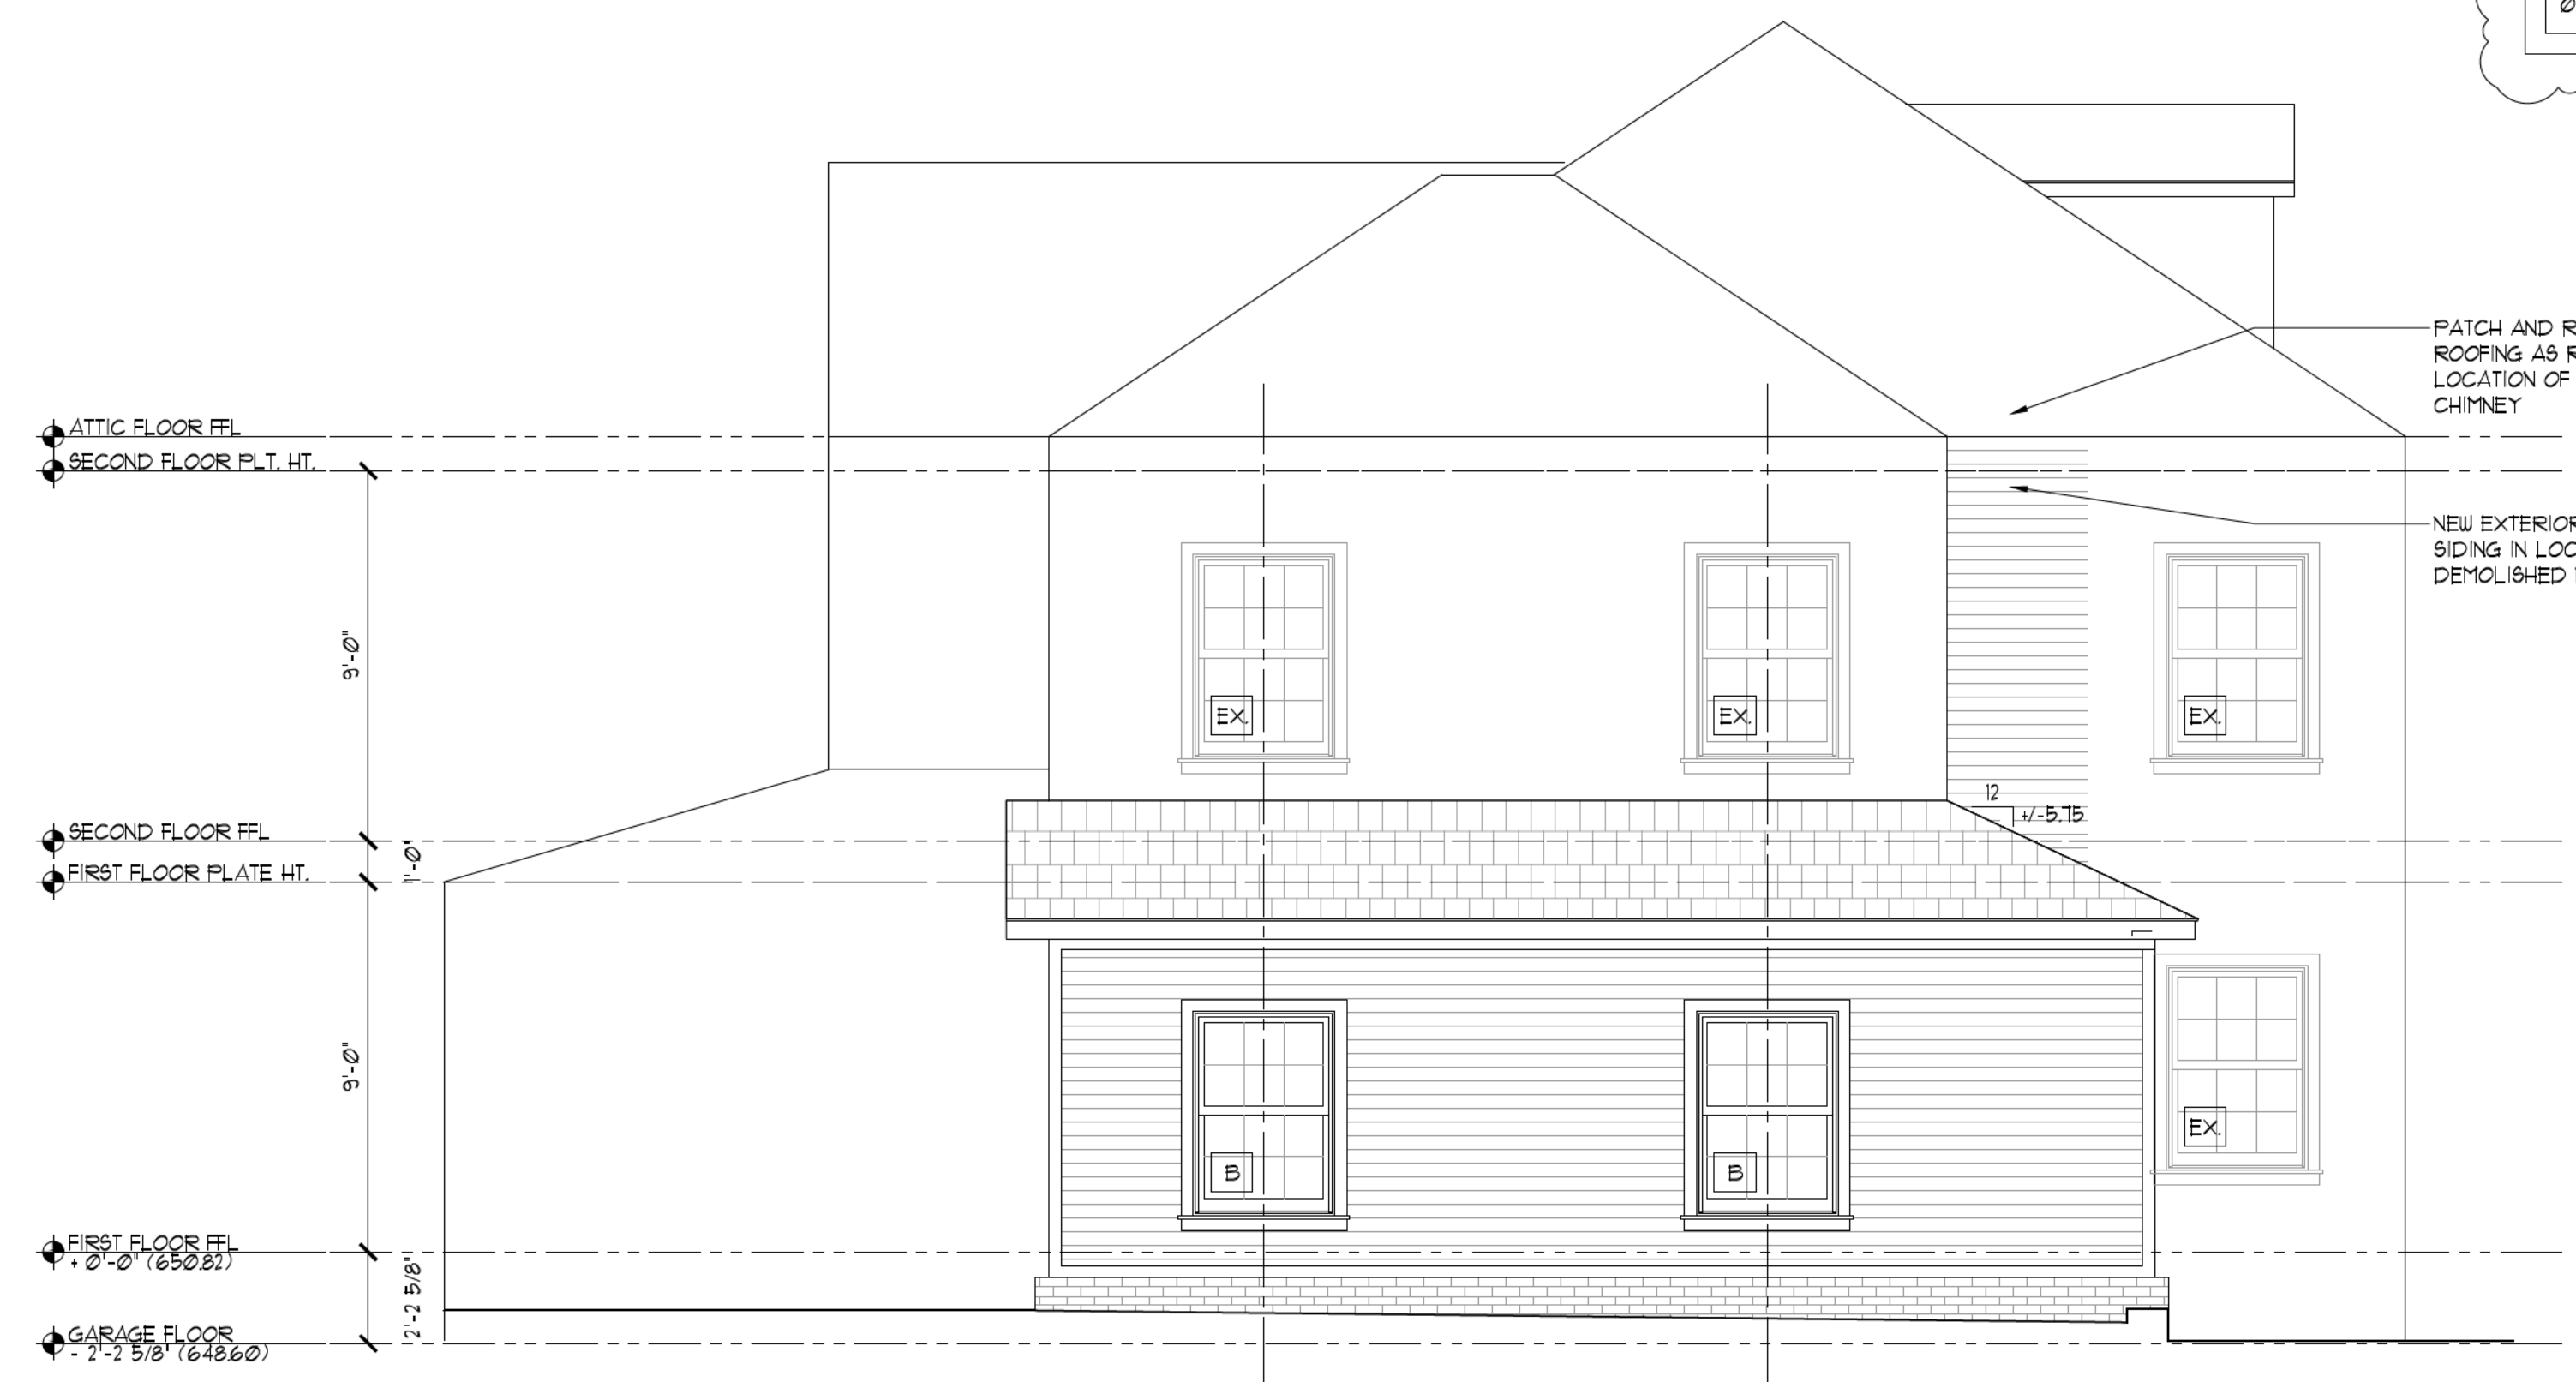 Ø
PATCH AND R
ROOFING AS R
LOCATION OF
CHIMNEY
ATTIC FLOOR FFL
SECOND FLOOR PLT. HT.
NEW EXTERIOR
SIDING IN LOC
DEMOLISHED
9'-0"
EX.
EX.
EX.
12
+/-5.75
SECOND FLOOR FFL
1'-0"
FIRST FLOOR PLATE HT.
9'-0"
EX.
B
B
FIRST FLOOR FFL
+ 0'-0" (650.82)
2'-2 5/8"
GARAGE FLOOR
- 2'-2 5/8" (648.60)